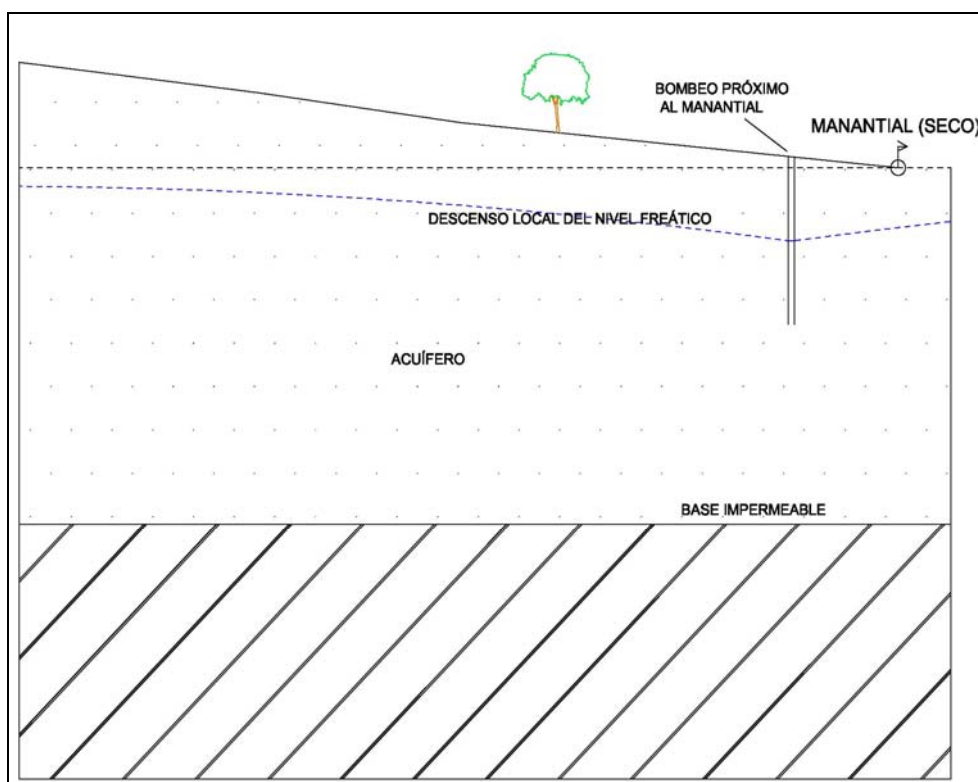 BOMBEO PRÓXIMO
AL MANANTIAL
MANANTIAL (SECO)
DESCENSO LOCAL DEL NIVEL FREÁTICO
ACUÍFERO
BASE IMPERMEABLE